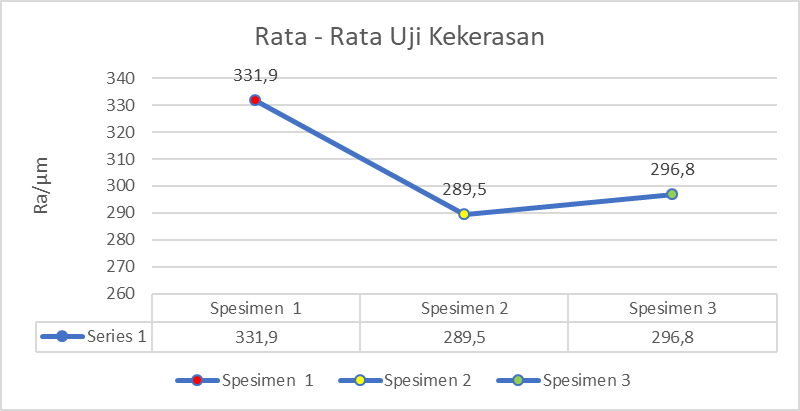 Rata - Rata Uji Kekerasan
Ra/µm
340
330
320
310
300
290
280
270
260
331,9
289,5
296,8
Spesimen 1 Spesimen 2 Spesimen 3
Series 1 331,9 289,5 296,8
Spesimen 1 Spesimen 2 Spesimen 3